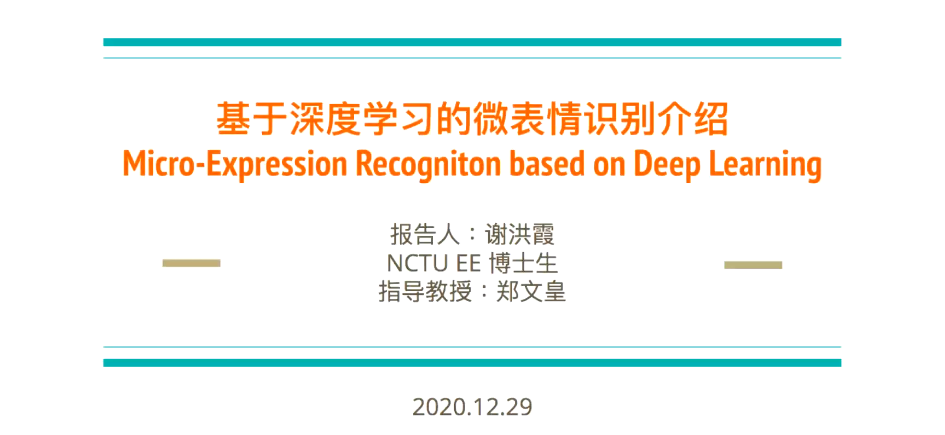 基于深度学习的微表情识别介绍
Micro-Expression Recogniton based on Deep Learning
报告人：谢洪霞
NCTU EE 博士生
指导教授：郑文皇
2020.12.29